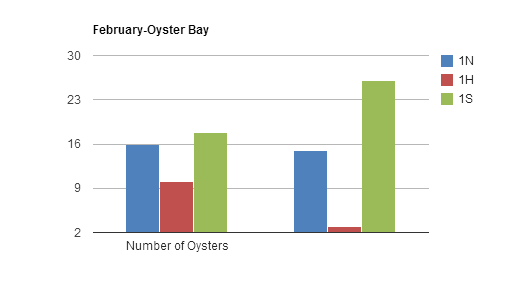 February-Oyster Bay
30
23
16
9
2
Number of Oysters
1N
1H
1S